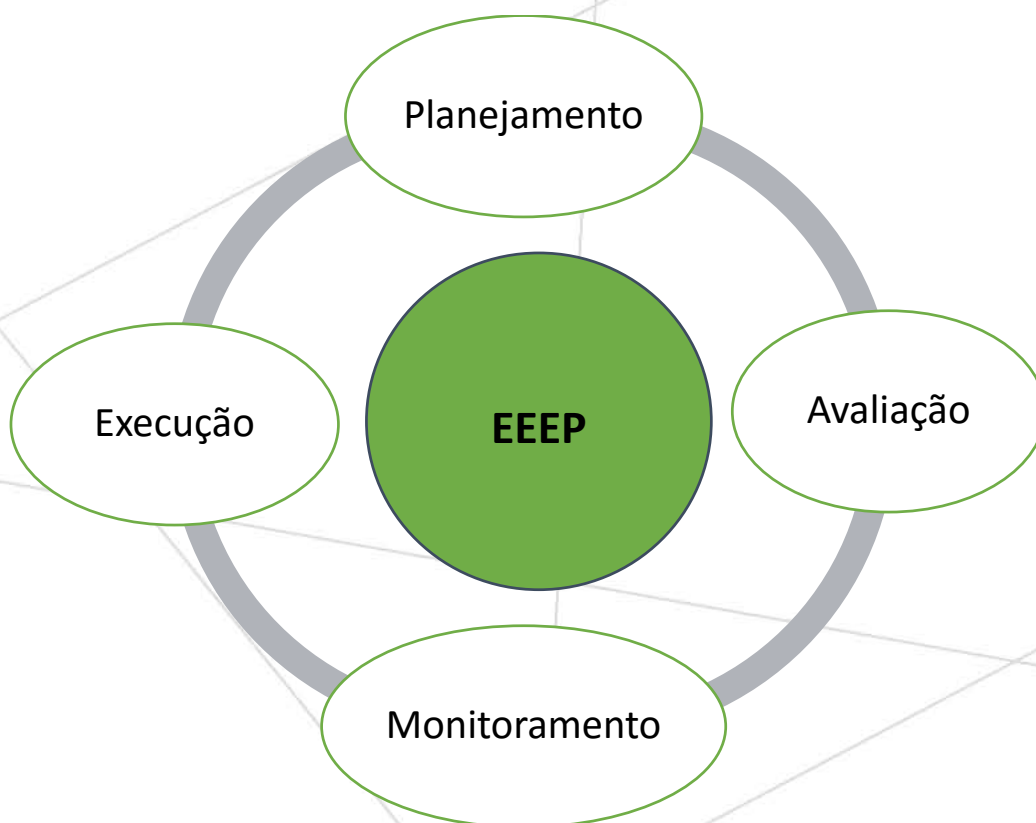 Planejamento
Execução
EEEP
Avaliação
Monitoramento